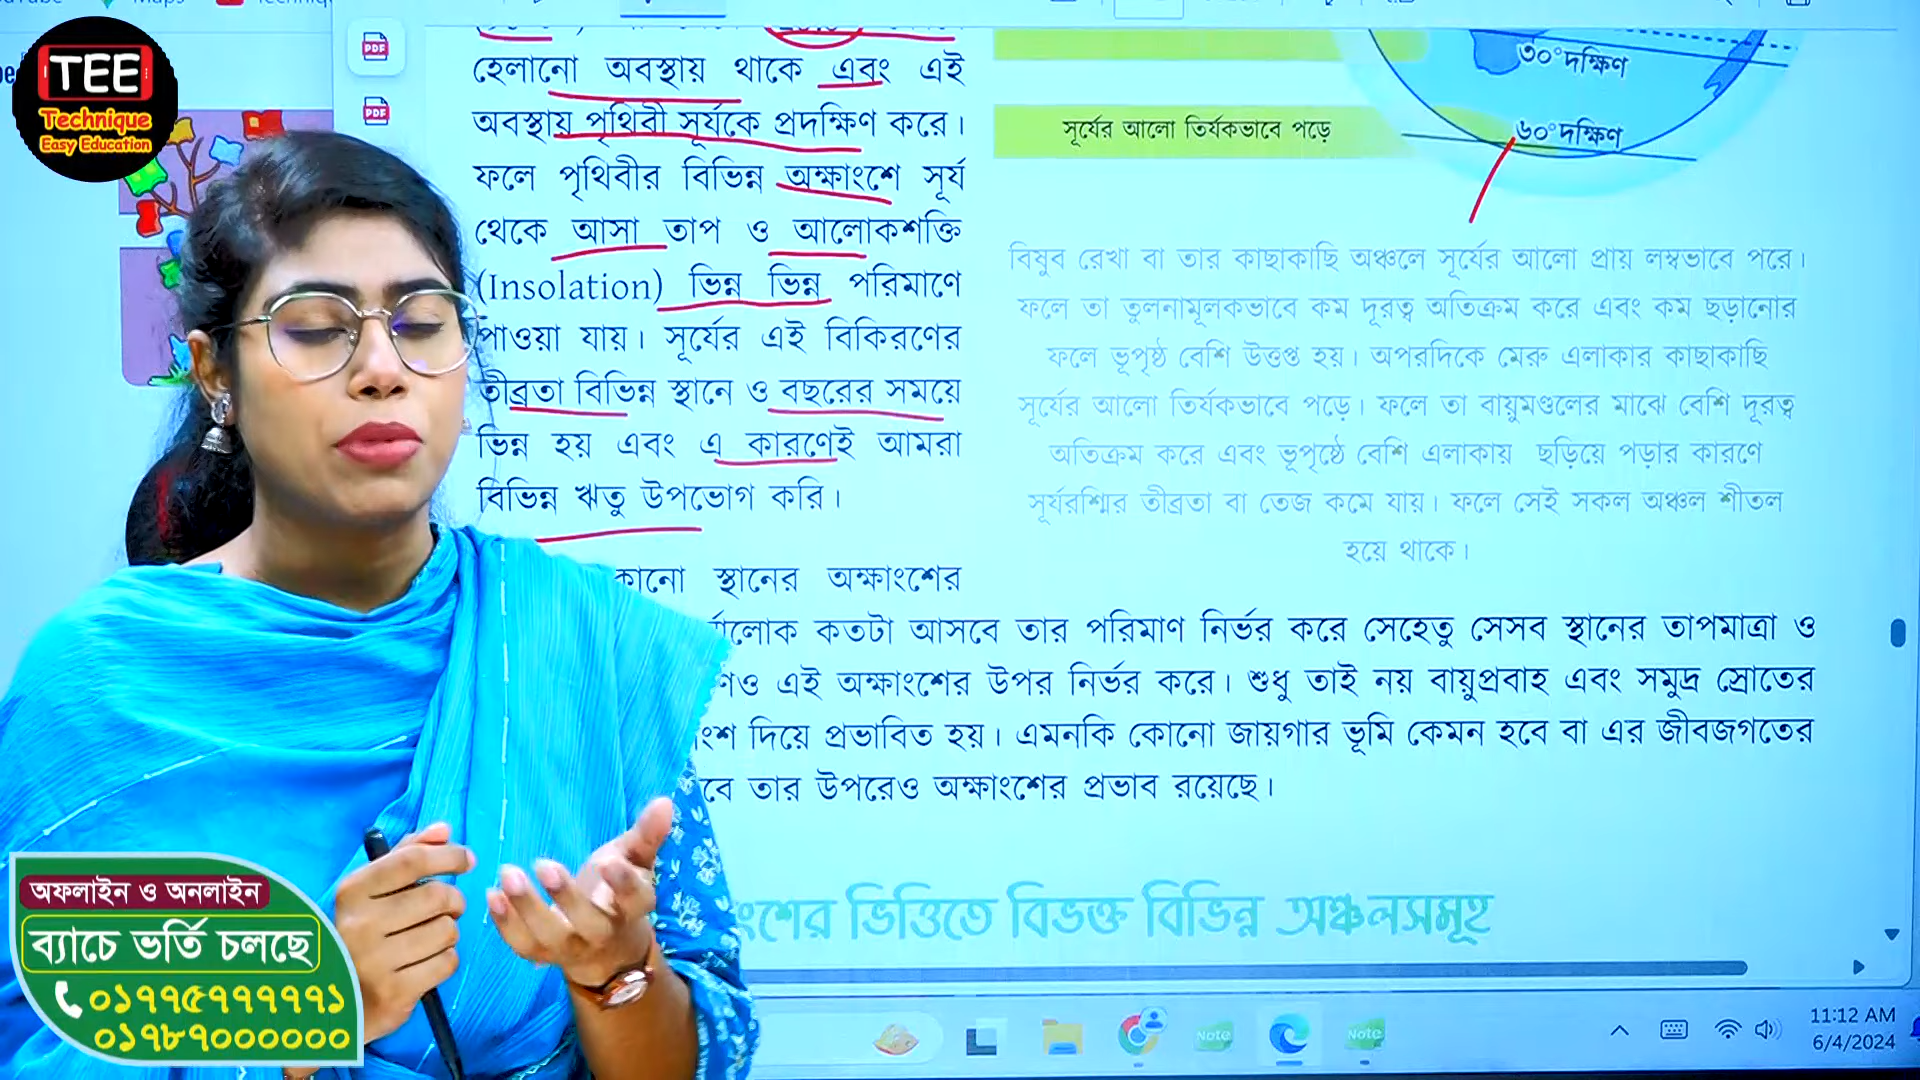 TEE
Technique
Easy Education
PDF
PDF
হেলানো অবস্থায় থাকে এবং এই
অবস্থায় পৃথিবী সূর্যকে প্রদক্ষিণ করে।
ফলে পৃথিবীর বিভিন্ন অক্ষাংশে সূর্য
থেকে আসা তাপ ও আলোকশক্তি
(Insolation) ভিন্ন ভিন্ন পরিমাণে
পাওয়া যায়। সূর্যের এই বিকিরণের
তীব্রতা বিভিন্ন স্থানে ও বছরের সময়ে
ভিন্ন হয় এবং এ কারণেই আমরা
বিভিন্ন ঋতু উপভোগ করি।
৩০°দক্ষিণ
সূর্যের আলো তির্যকভাবে পড়ে
৬০°দক্ষিণ
বিষুব রেখা বা তার কাছাকাছি অঞ্চলে সূর্যের আলো প্রায় লম্বভাবে পরে।
ফলে তা তুলনামূলকভাবে কম দূরত্ব অতিক্রম করে এবং কম ছড়ানোর
ফলে ভূপৃষ্ঠ বেশি উত্তপ্ত হয়। অপরদিকে মেরু এলাকার কাছাকাছি
সূর্যের আলো তির্যকভাবে পড়ে। ফলে তা বায়ুমণ্ডলের মাঝে বেশি দূরত্ব
অতিক্রম করে এবং ভূপৃষ্ঠে বেশি এলাকায় ছড়িয়ে পড়ার কারণে
সূর্যরশ্মির তীব্রতা বা তেজ কমে যায়। ফলে সেই সকল অঞ্চল শীতল
হয়ে থাকে।
স্থানের অক্ষাংশের
কতটা আসবে তার পরিমাণ নির্ভর করে সেহেতু সেসব স্থানের তাপমাত্রা ও
এই অক্ষাংশের উপর নির্ভর করে। শুধু তাই নয় বায়ুপ্রবাহ এবং সমুদ্র স্রোতের
দিয়ে প্রভাবিত হয়। এমনকি কোনো জায়গার ভূমি কেমন হবে বা এর জীবজগতের
তার উপরেও অক্ষাংশের প্রভাব রয়েছে।
ভিত্তিতে বিভক্ত বিভিন্ন অঞ্চলসমূহ
অফলাইন ও অনলাইন
ব্যাচে ভর্তি চলছে
০১৭৭৫৭৭৭৭৭১
০১৭৮৭০০০০০০
Note
Note
11:12 AM
6/4/2024